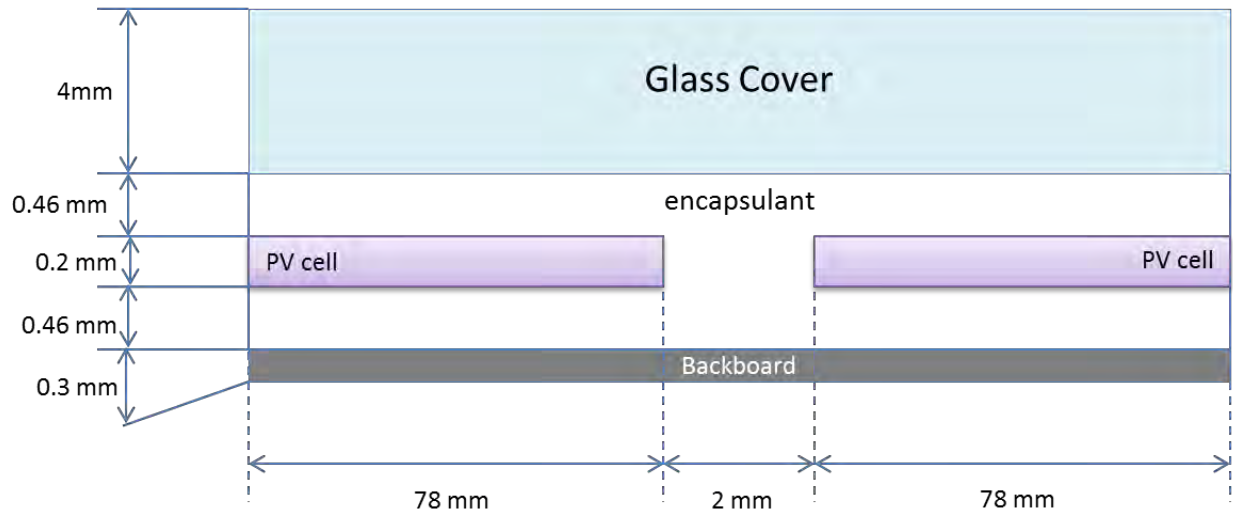 Glass Cover
4mm
encapsulant
0.46 mm
PV cell
PV cell
0.2 mm
0.46 mm
Backboard
0.3 mm
78 mm
2 mm
78 mm